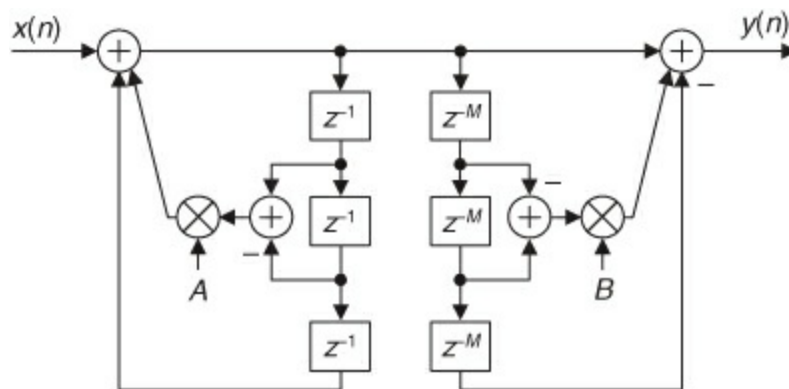 x(n) + + y(n)
−
z⁻¹ z⁻ᴹ
−
× + z⁻¹ z⁻ᴹ + ×
−
A B
z⁻¹ z⁻ᴹ